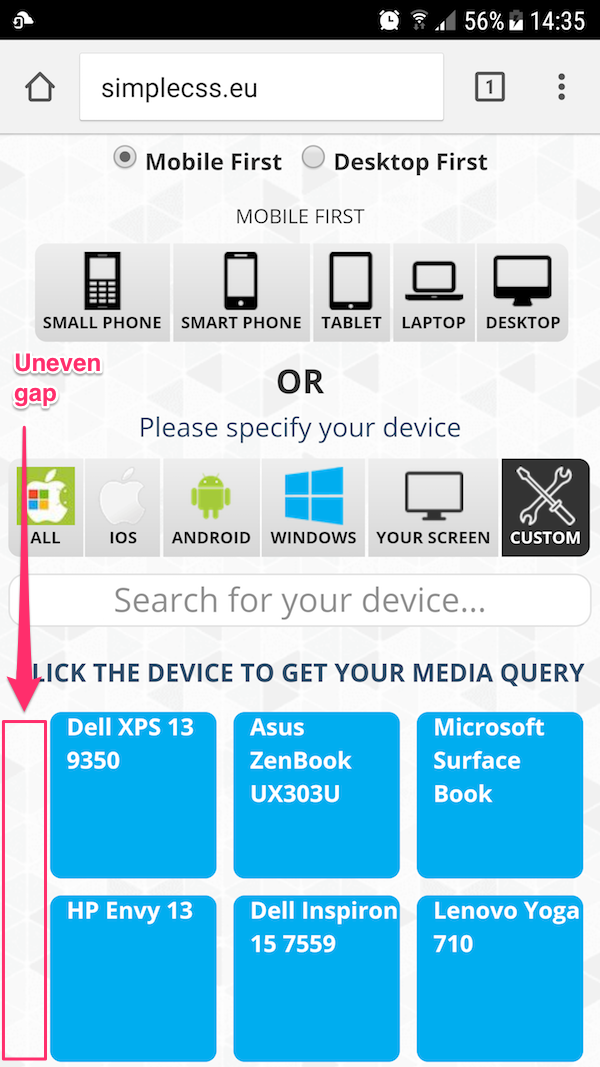 56% 14:35
simplecss.eu 1
Mobile First Desktop First
MOBILE FIRST
SMALL PHONE SMART PHONE TABLET LAPTOP DESKTOP
Uneven
gap
OR
Please specify your device
ALL IOS ANDROID WINDOWS YOUR SCREEN CUSTOM
Search for your device...
LICK THE DEVICE TO GET YOUR MEDIA QUERY
Dell XPS 13
9350
Asus
ZenBook
UX303U
Microsoft
Surface
Book
HP Envy 13
Dell Inspiron
15 7559
Lenovo Yoga
710